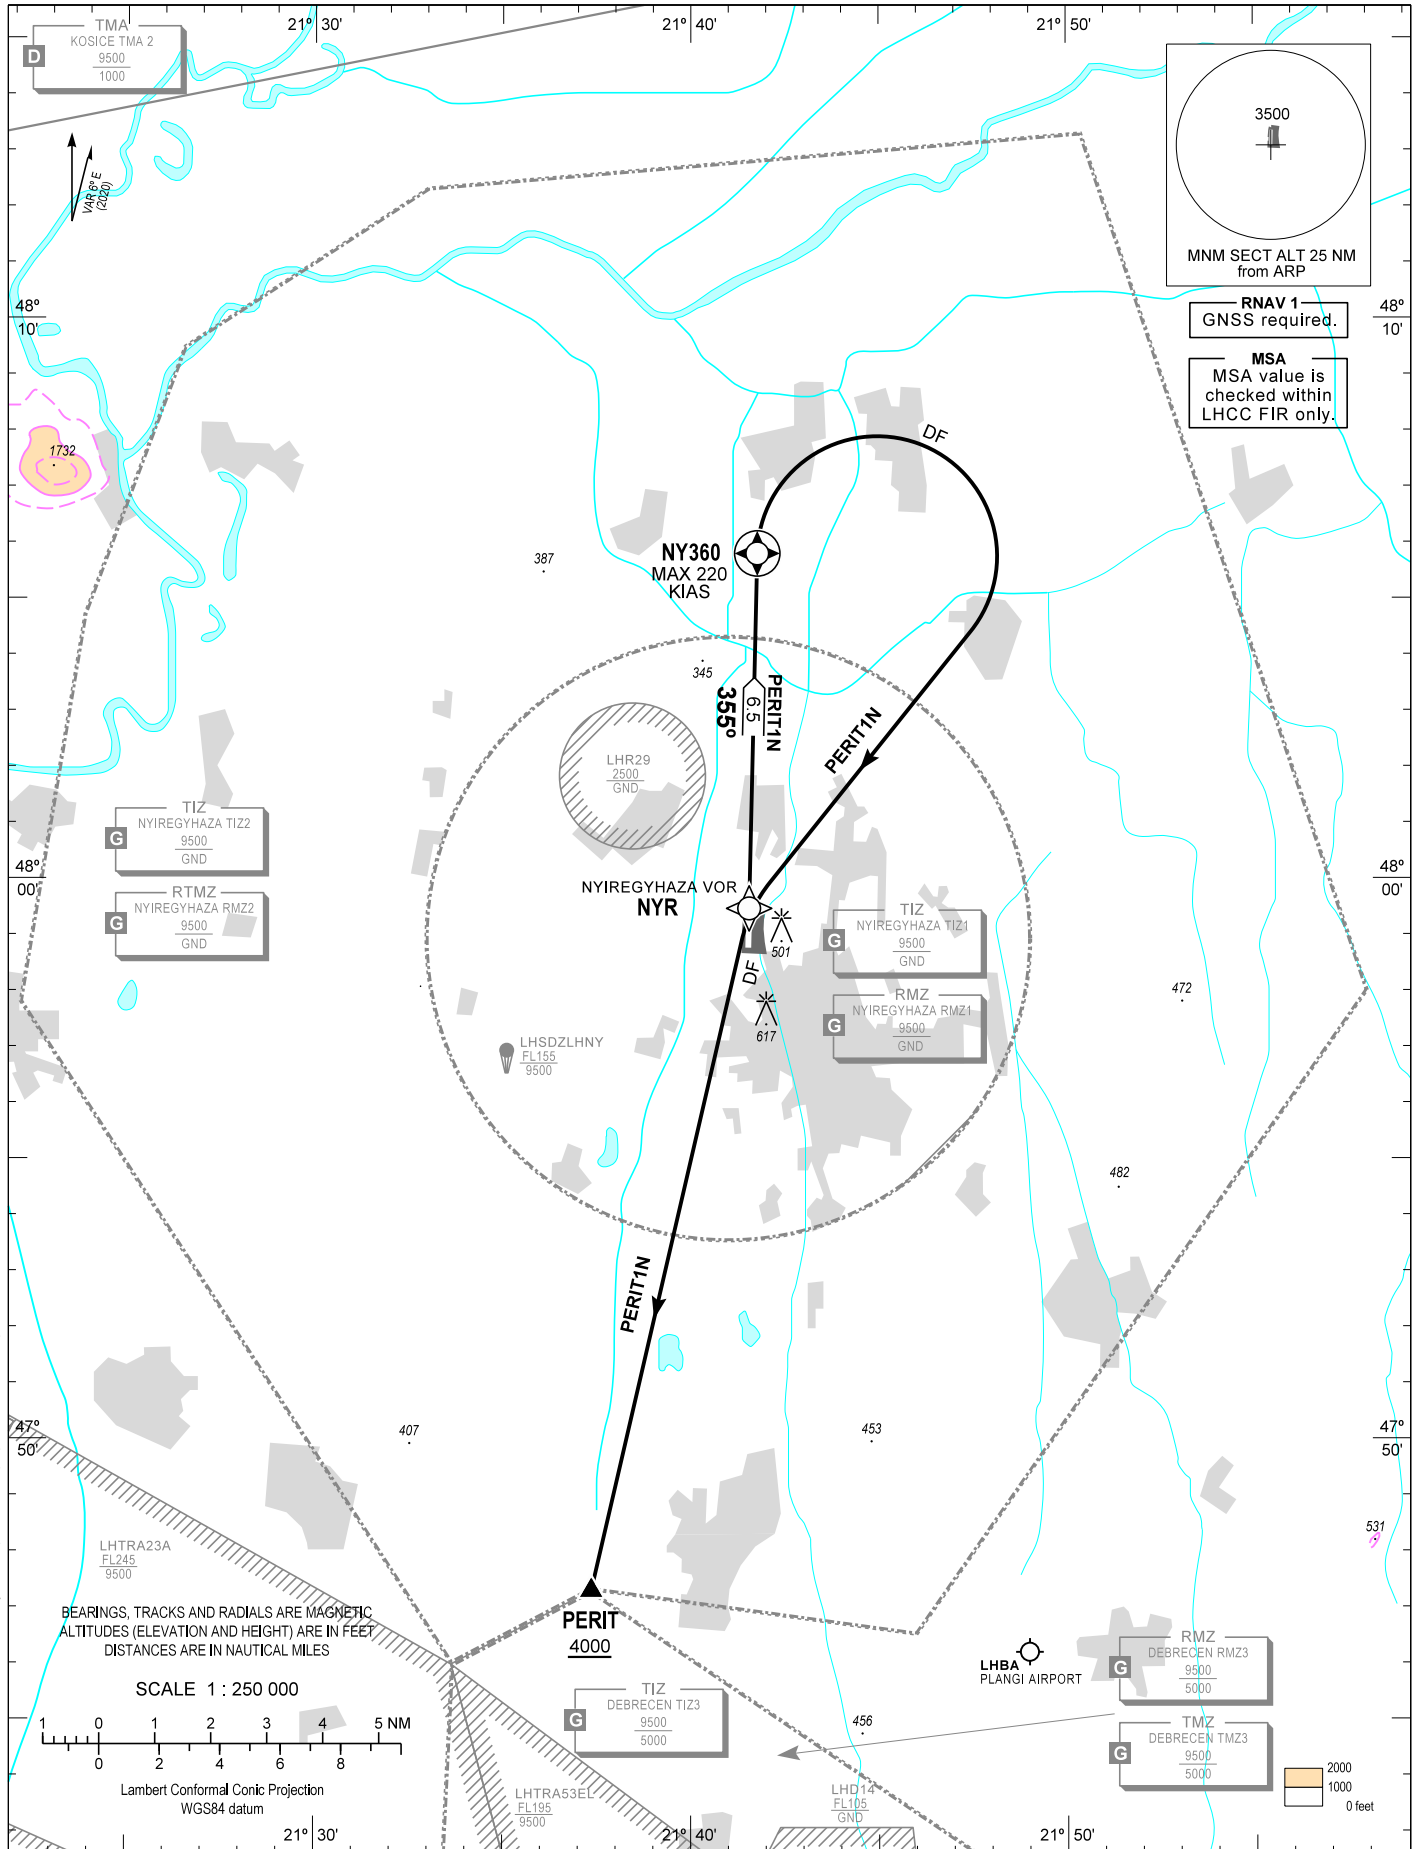 21° 30'
21° 40'
21° 50'
TMA
KOSICE TMA 2
D
9500
1000
VAR 6° E
(2020)
3500
MNM SECT ALT 25 NM
from ARP
RNAV 1
GNSS required.
MSA
MSA value is
checked within
LHCC FIR only.
48°
10'
48°
10'
1732
DF
387
NY360
MAX 220
KIAS
345
355°
6.5
PERIT1N
PERIT1N
LHR29
2500
GND
TIZ
NYIREGYHAZA TIZ2
G
9500
GND
48°
00'
48°
00'
RTMZ
NYIREGYHAZA RMZ2
G
9500
GND
NYIREGYHAZA VOR
NYR
501
DF
617
TIZ
NYIREGYHAZA TIZ1
G
9500
GND
RMZ
NYIREGYHAZA RMZ1
G
9500
GND
472
LHSDZLHNY
FL155
9500
482
PERIT1N
47°
50'
47°
50'
407
453
531
LHTRA23A
FL245
9500
BEARINGS, TRACKS AND RADIALS ARE MAGNETIC
ALTITUDES (ELEVATION AND HEIGHT) ARE IN FEET
DISTANCES ARE IN NAUTICAL MILES
PERIT
4000
SCALE 1 : 250 000
1 0 1 2 3 4 5 NM
0 2 4 6 8
Lambert Conformal Conic Projection
WGS84 datum
LHBA
PLANGI AIRPORT
RMZ
DEBRECEN RMZ3
G
9500
5000
TIZ
DEBRECEN TIZ3
G
9500
5000
456
TMZ
DEBRECEN TMZ3
G
9500
5000
LHTRA53EL
FL195
9500
LHD14
FL105
GND
2000
1000
0 feet
21° 30'
21° 40'
21° 50'